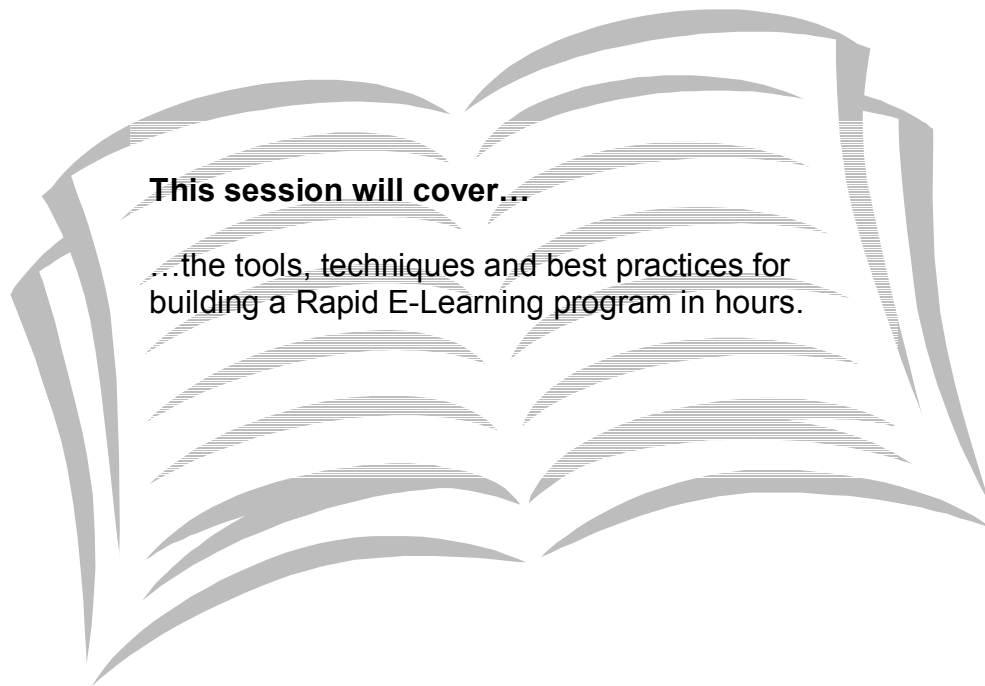 This session will cover…
…the tools, techniques and best practices for
building a Rapid E-Learning program in hours.